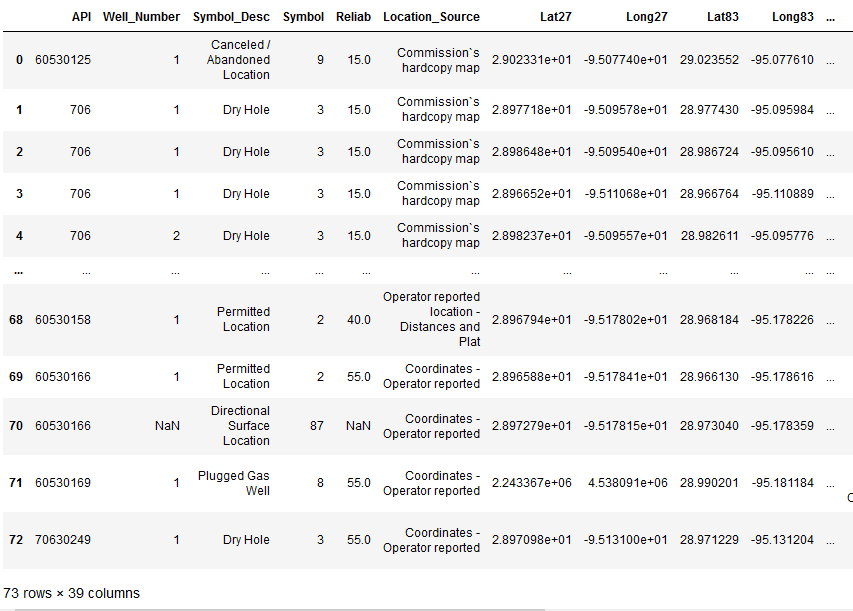 API Well_Number Symbol_Desc Symbol Reliab Location_Source Lat27 Long27 Lat83 Long83 ...
0 60530125 1 Canceled / Abandoned Location 9 15.0 Commission`s hardcopy map 2.902331e+01 -9.507740e+01 29.023552 -95.077610 ...
1 706 1 Dry Hole 3 15.0 Commission`s hardcopy map 2.897718e+01 -9.509578e+01 28.977430 -95.095984 ...
2 706 1 Dry Hole 3 15.0 Commission`s hardcopy map 2.898648e+01 -9.509540e+01 28.986724 -95.095610 ...
3 706 1 Dry Hole 3 15.0 Commission`s hardcopy map 2.896652e+01 -9.511068e+01 28.966764 -95.110889 ...
4 706 2 Dry Hole 3 15.0 Commission`s hardcopy map 2.898237e+01 -9.509557e+01 28.982611 -95.095776 ...
... ... ... ... ... ... ... ... ... ... ... ...
68 60530158 1 Permitted Location 2 40.0 Operator reported location - Distances and Plat 2.896794e+01 -9.517802e+01 28.968184 -95.178226 ...
69 60530166 1 Permitted Location 2 55.0 Coordinates - Operator reported 2.896588e+01 -9.517841e+01 28.966130 -95.178616 ...
70 60530166 NaN Directional Surface Location 87 NaN Coordinates - Operator reported 2.897279e+01 -9.517815e+01 28.973040 -95.178359 ...
71 60530169 1 Plugged Gas Well 8 55.0 Coordinates - Operator reported 2.243367e+06 4.538091e+06 28.990201 -95.181184 ...
72 70630249 1 Dry Hole 3 55.0 Coordinates - Operator reported 2.897098e+01 -9.513100e+01 28.971229 -95.131204 ...
73 rows × 39 columns